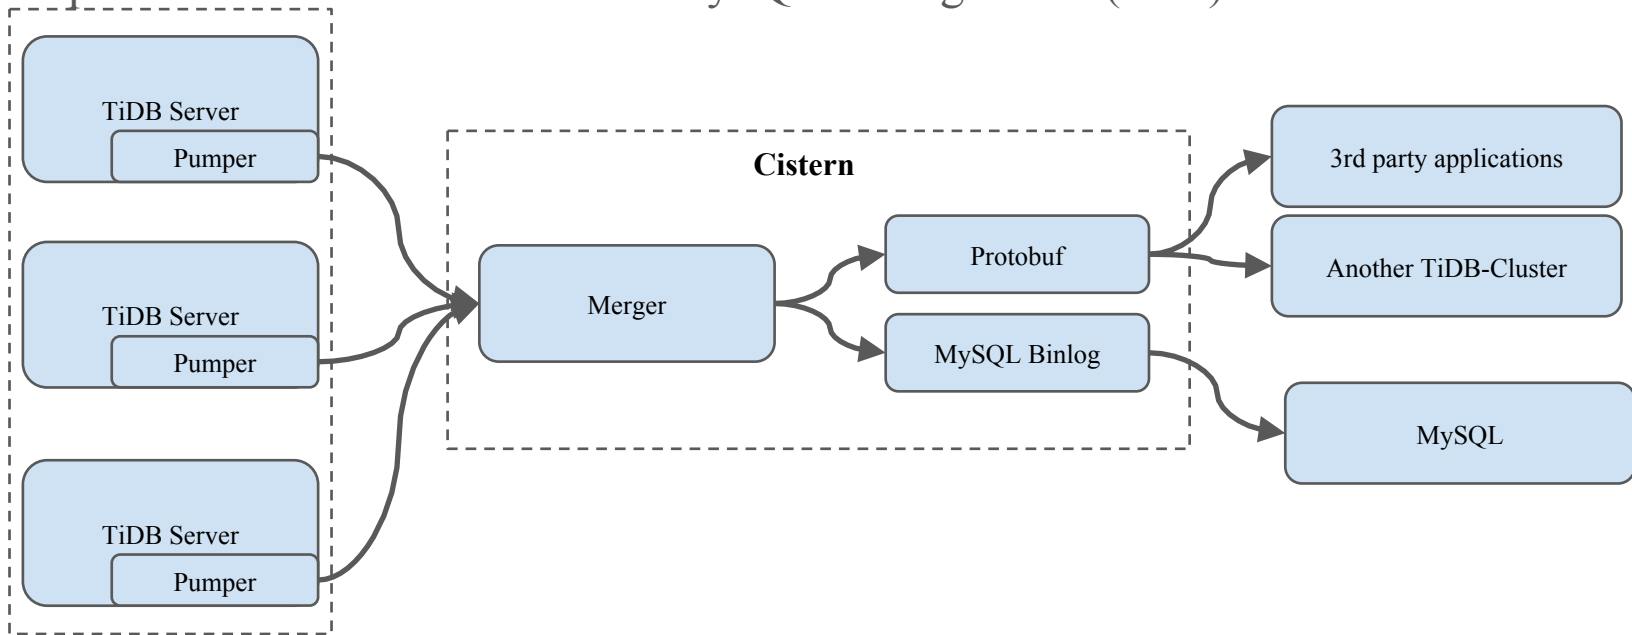 TiDB Server
Pumper
TiDB Server
Pumper
TiDB Server
Pumper
Cistern
Merger
Protobuf
MySQL Binlog
3rd party applications
Another TiDB-Cluster
MySQL